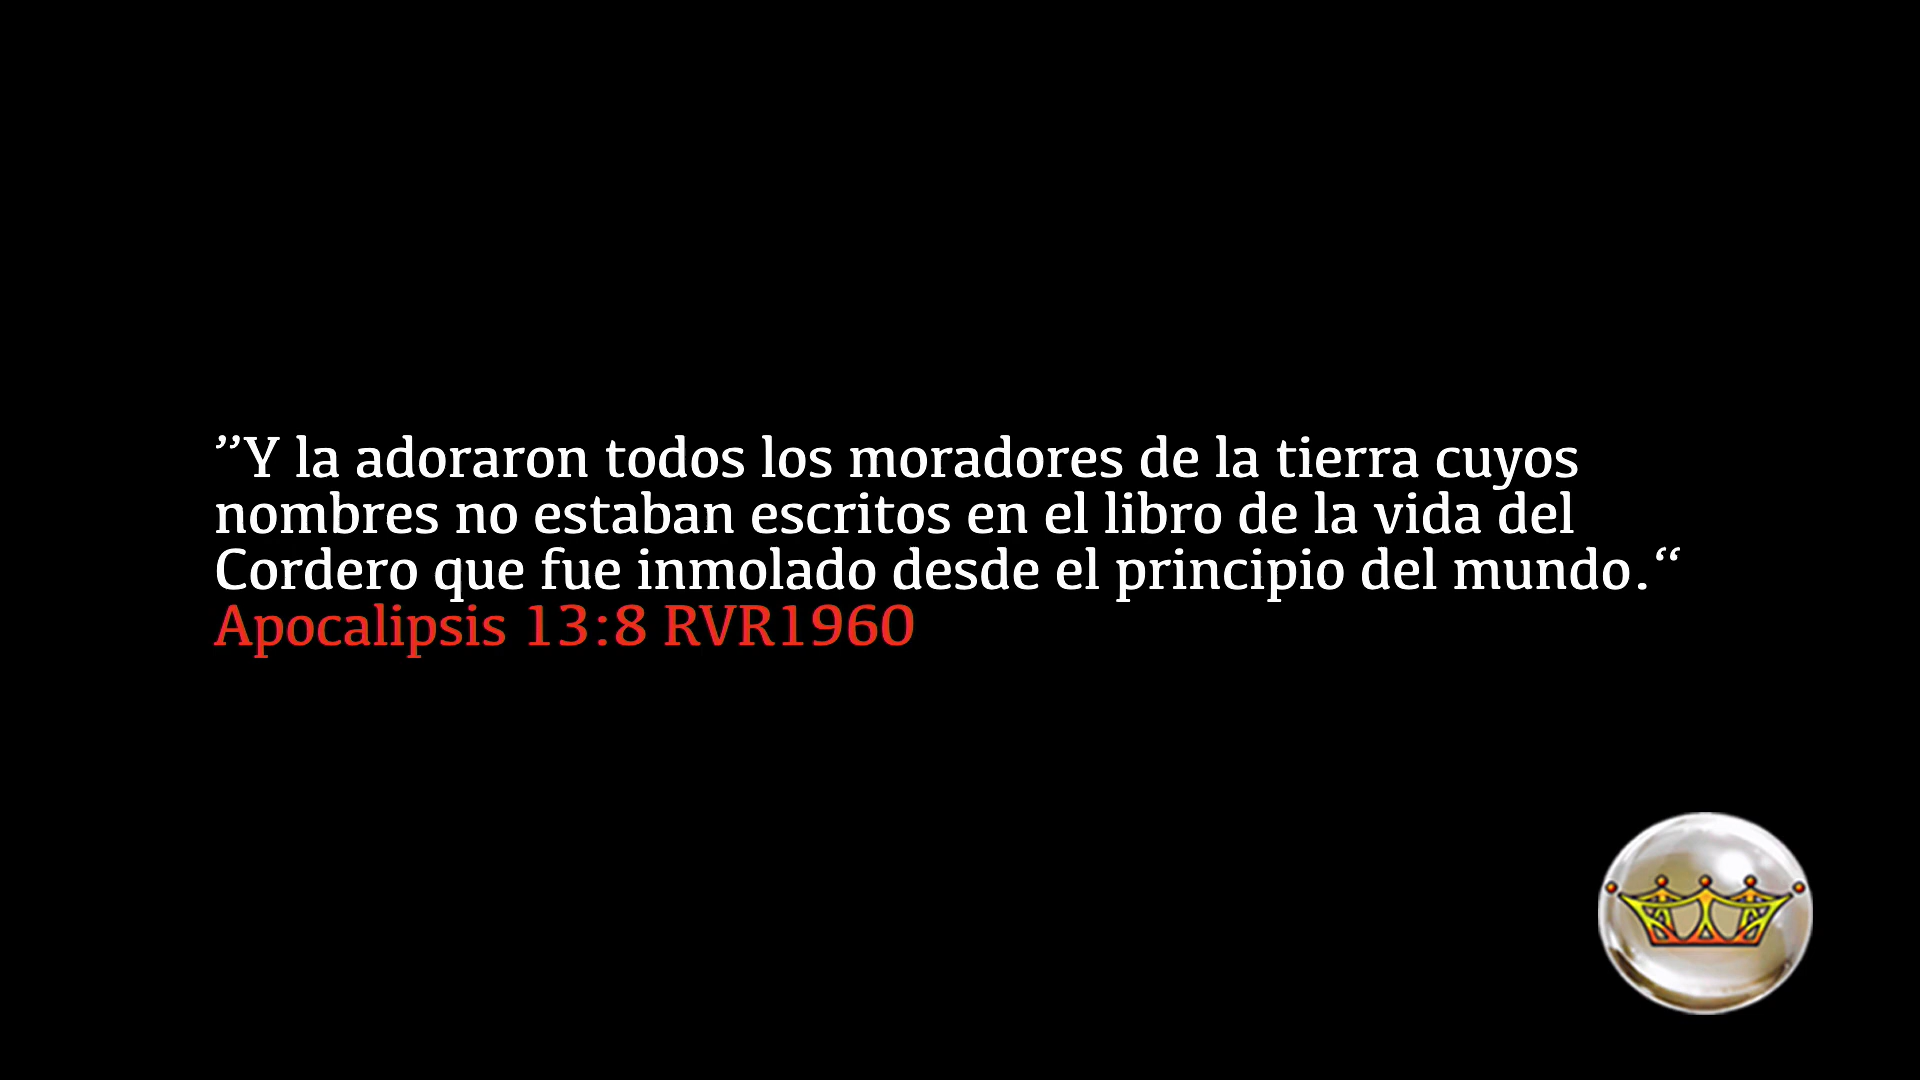 ”Y la adoraron todos los moradores de la tierra cuyos
nombres no estaban escritos en el libro de la vida del
Cordero que fue inmolado desde el principio del mundo.“
Apocalipsis 13:8 RVR1960